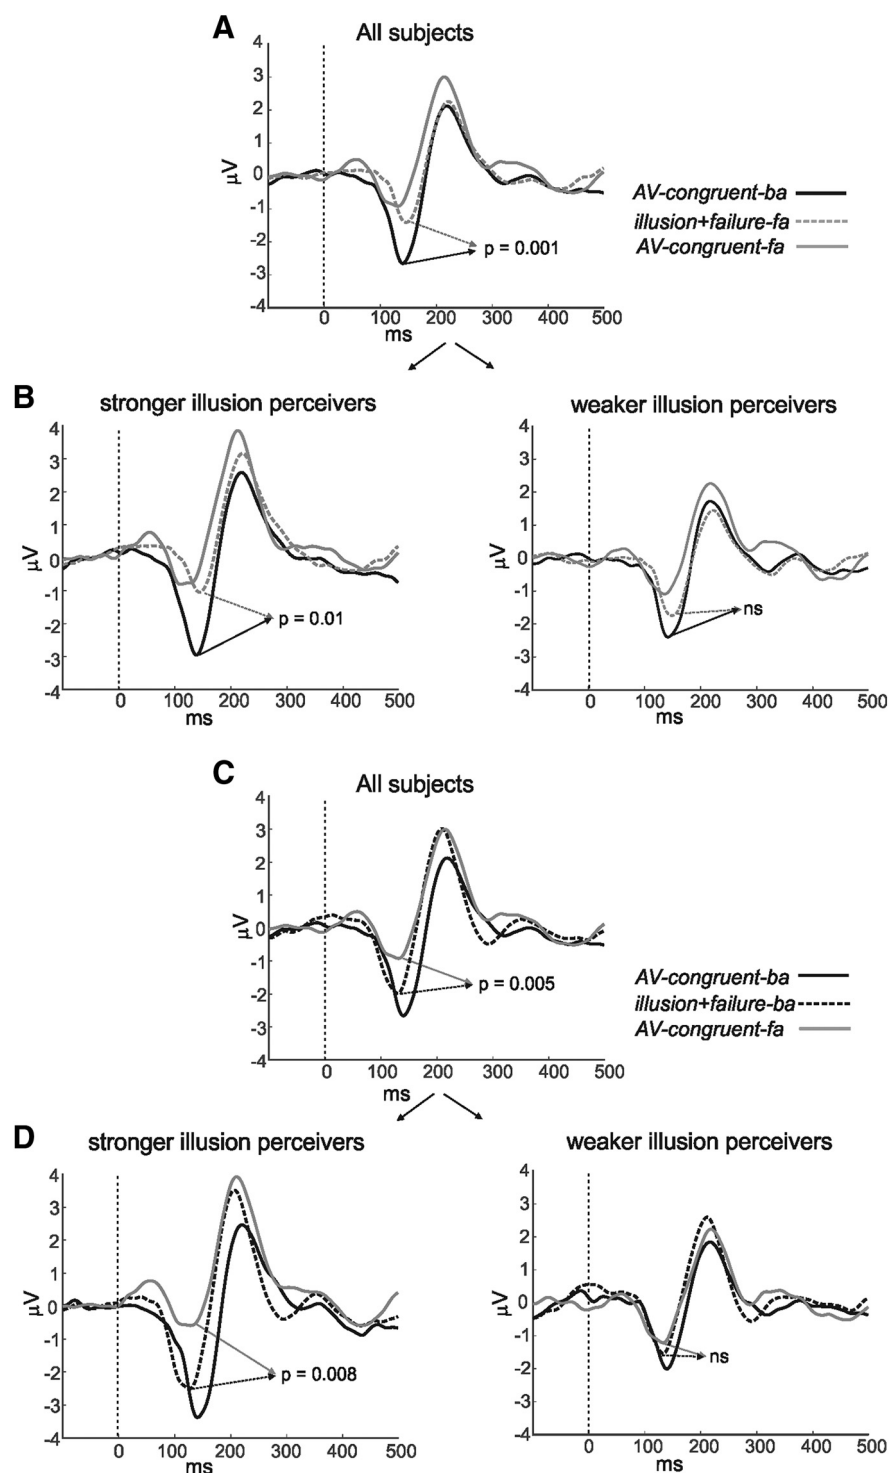 A
All subjects
4
3
2
1
0
-1
-2
-3
-4
μV
p = 0.001
0 100 200 300 400 500
ms
AV-congruent-ba
illusion+failure-fa
AV-congruent-fa
B
stronger illusion perceivers
4
3
2
1
0
-1
-2
-3
-4
μV
p = 0.01
0 100 200 300 400 500
ms
weaker illusion perceivers
4
3
2
1
0
-1
-2
-3
-4
μV
ns
0 100 200 300 400 500
ms
C
All subjects
4
3
2
1
0
-1
-2
-3
-4
μV
p = 0.005
0 100 200 300 400 500
ms
AV-congruent-ba
illusion+failure-ba
AV-congruent-fa
D
stronger illusion perceivers
4
3
2
1
0
-1
-2
-3
-4
μV
p = 0.008
0 100 200 300 400 500
ms
weaker illusion perceivers
4
3
2
1
0
-1
-2
-3
-4
μV
ns
0 100 200 300 400 500
ms